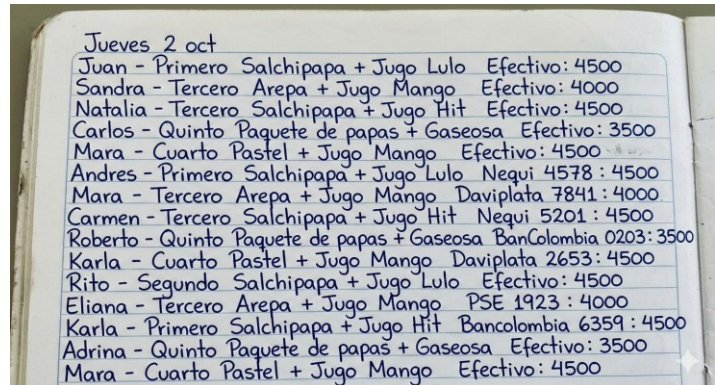 Jueves 2 oct
Juan - Primero Salchipapa + Jugo Lulo Efectivo: 4500
Sandra - Tercero Arepa + Jugo Mango Efectivo: 4000
Natalia - Tercero Salchipapa + Jugo Hit Efectivo: 4500
Carlos - Quinto Paquete de papas + Gaseosa Efectivo: 3500
Mara - Cuarto Pastel + Jugo Mango Efectivo: 4500
Andres - Primero Salchipapa + Jugo Lulo Nequi 4578 : 4500
Mara - Tercero Arepa + Jugo Mango Daviplata 7841 : 4000
Carmen - Tercero Salchipapa + Jugo Hit Nequi 5201 : 4500
Roberto - Quinto Paquete de papas + Gaseosa BanColombia 0203: 3500
Karla - Cuarto Pastel + Jugo Mango Daviplata 2653: 4500
Rito - Segundo Salchipapa + Jugo Lulo Efectivo: 4500
Eliana - Tercero Arepa + Jugo Mango PSE 1923 : 4000
Karla - Primero Salchipapa + Jugo Hit Bancolombia 6359 : 4500
Adrina - Quinto Paquete de papas + Gaseosa Efectivo: 3500
Mara - Cuarto Pastel + Jugo Mango Efectivo: 4500